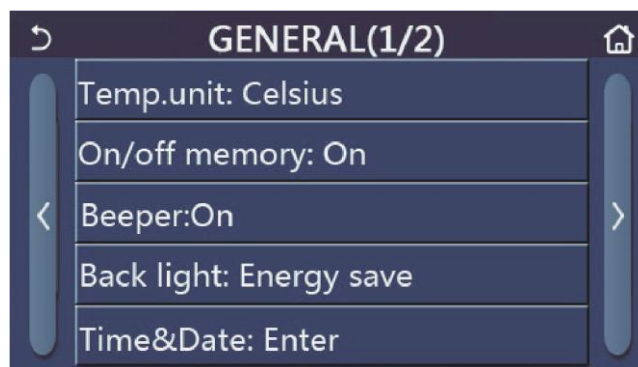 GENERAL(1/2)
Temp.unit: Celsius
On/off memory: On
Beeper:On
Back light: Energy save
Time&Date: Enter